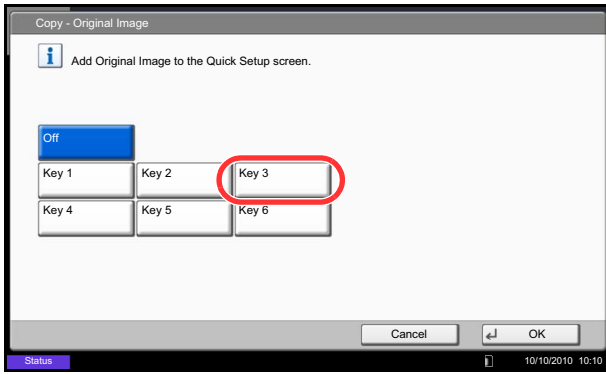 Copy - Original Image
Add Original Image to the Quick Setup screen.
Off
Key 1 Key 2 Key 3
Key 4 Key 5 Key 6
Cancel OK
Status 10/10/2010 10:10